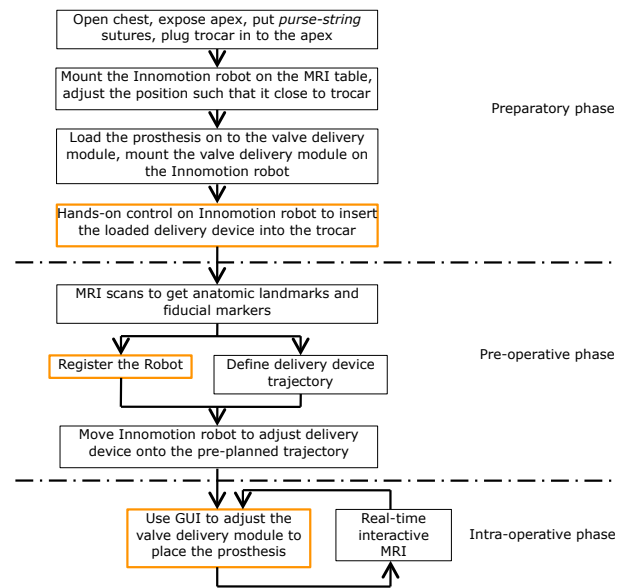 Open chest, expose apex, put purse-string
sutures, plug trocar in to the apex
Mount the Innomotion robot on the MRI table,
adjust the position such that it close to trocar
Preparatory phase
Load the prosthesis on to the valve delivery
module, mount the valve delivery module on
the Innomotion robot
Hands-on control on Innomotion robot to insert
the loaded delivery device into the trocar
MRI scans to get anatomic landmarks and
fiducial markers
Register the Robot
Define delivery device
trajectory
Pre-operative phase
Move Innomotion robot to adjust delivery
device onto the pre-planned trajectory
Use GUI to adjust the
valve delivery module to
place the prosthesis
Real-time
interactive
MRI
Intra-operative phase